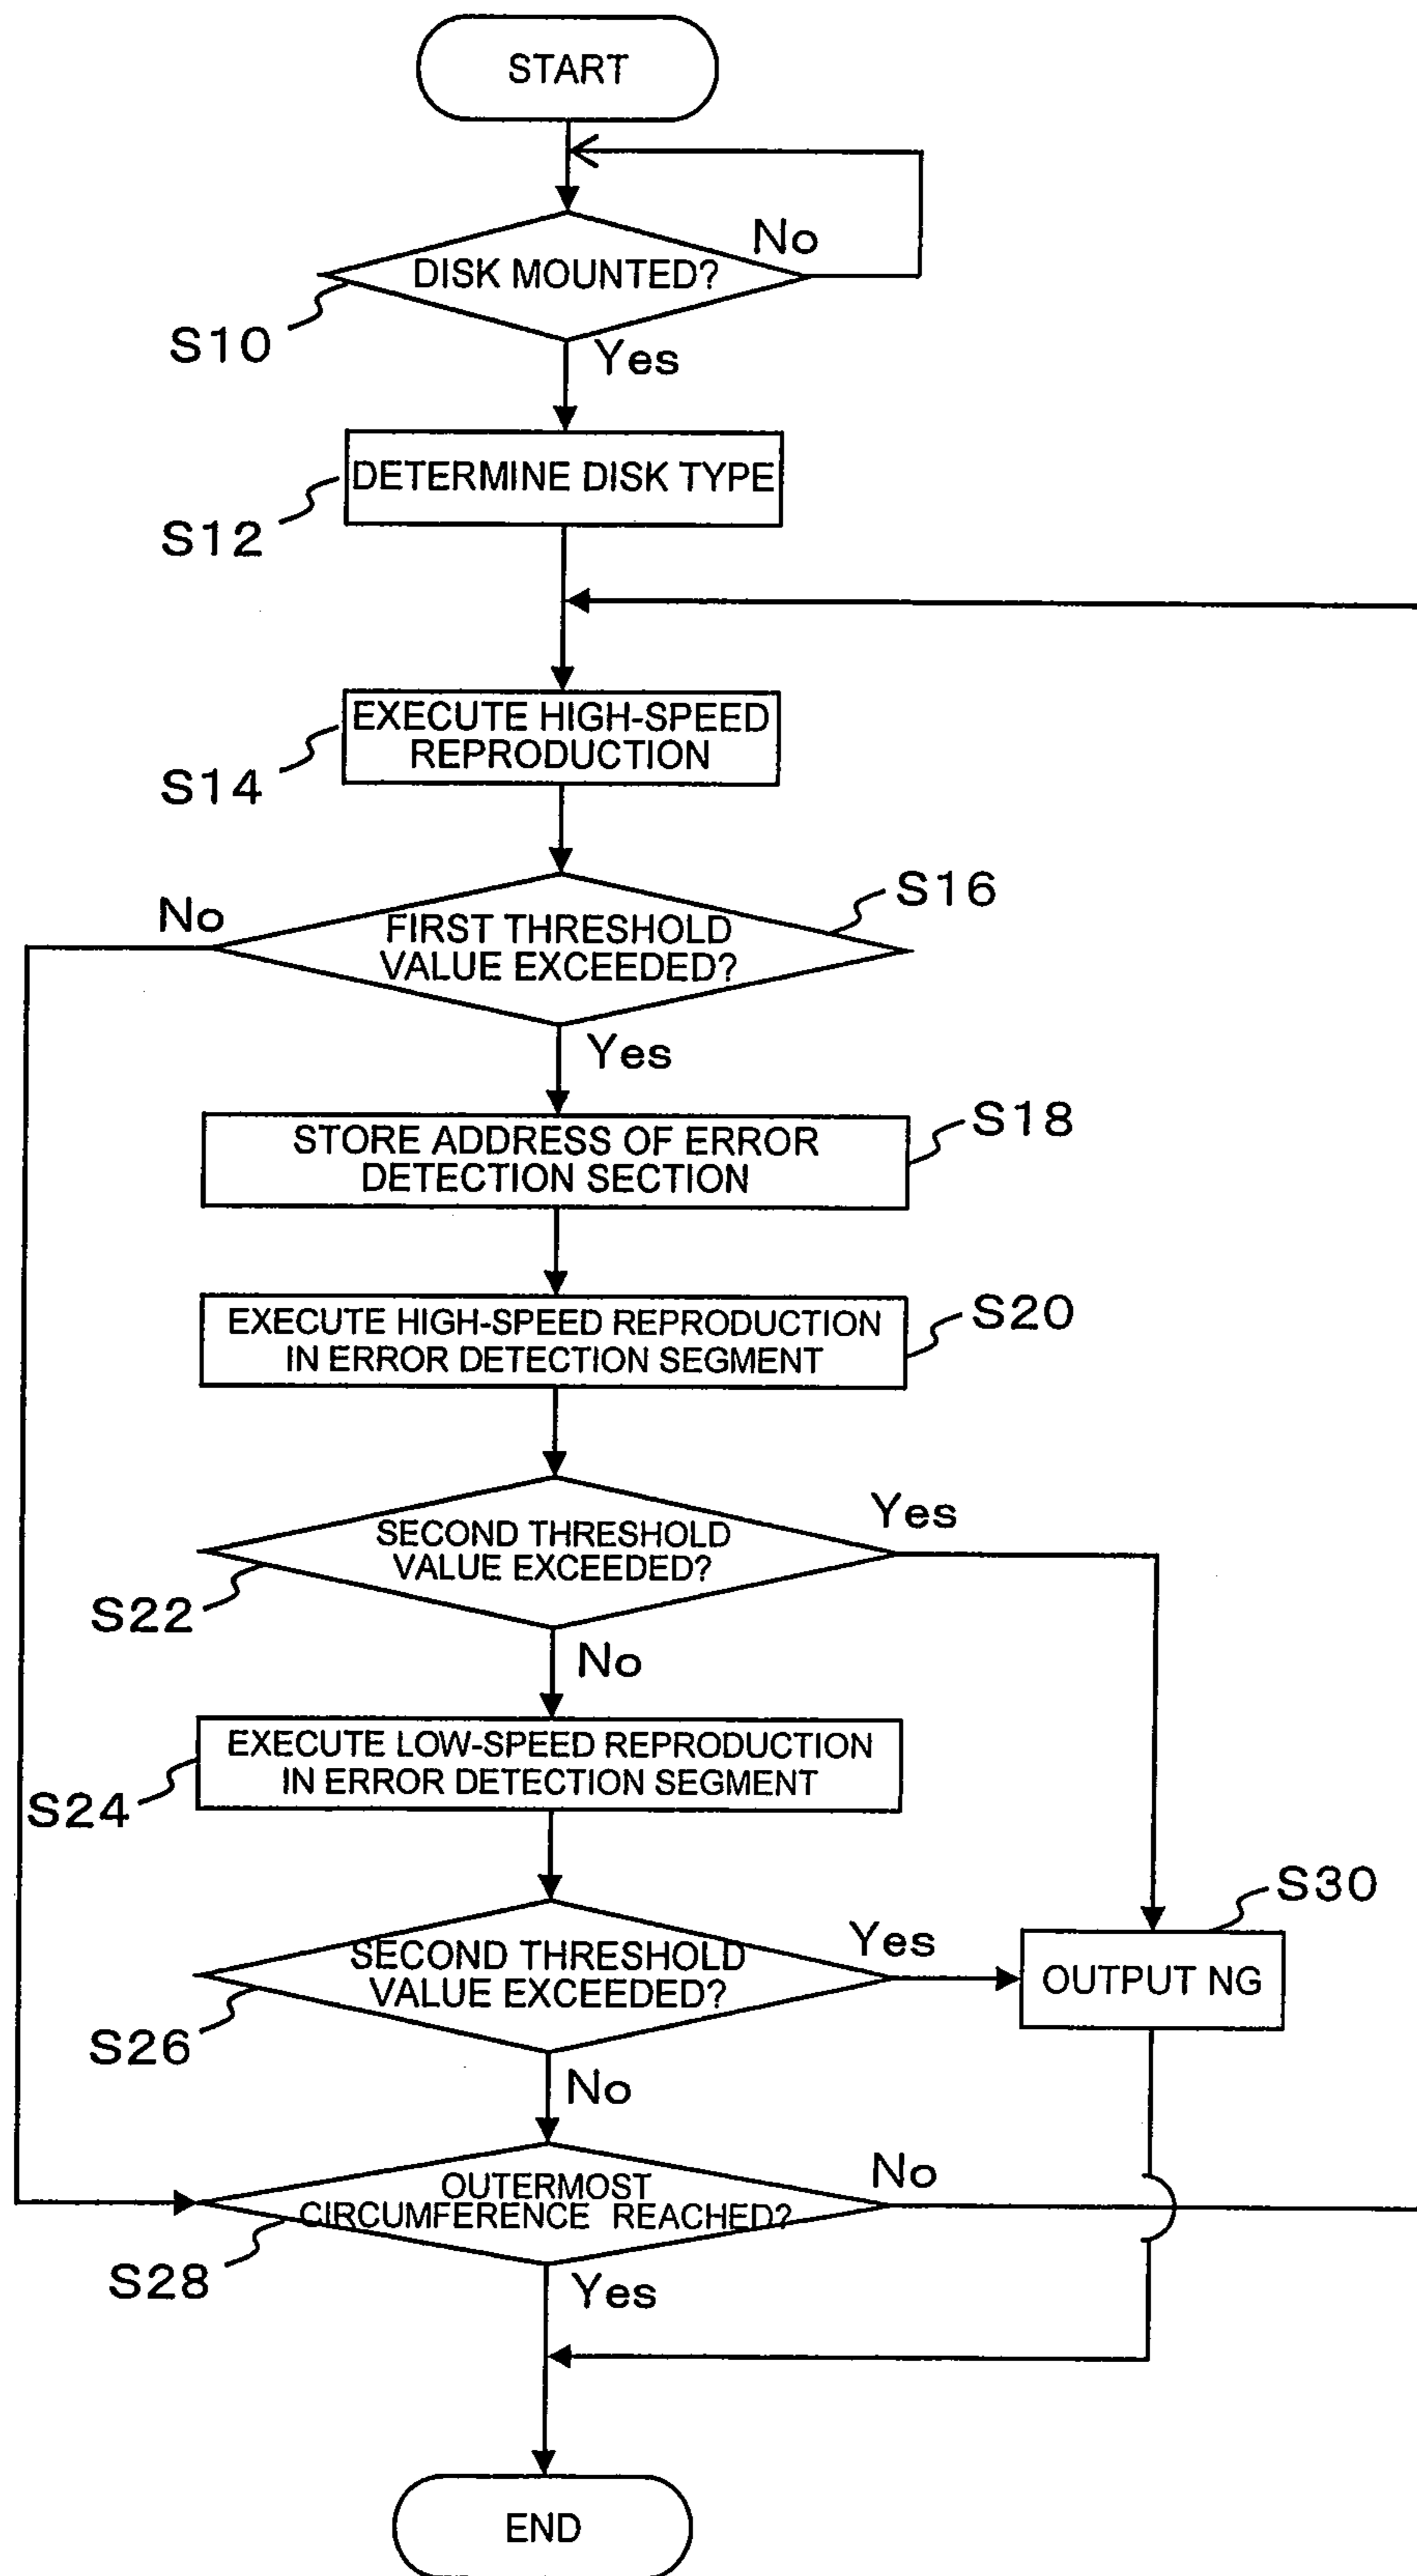 START
No
DISK MOUNTED?
S10
Yes
DETERMINE DISK TYPE
S12
EXECUTE HIGH-SPEED
REPRODUCTION
S14
S16
No
FIRST THRESHOLD
VALUE EXCEEDED?
Yes
S18
STORE ADDRESS OF ERROR
DETECTION SECTION
S20
EXECUTE HIGH-SPEED REPRODUCTION
IN ERROR DETECTION SEGMENT
Yes
SECOND THRESHOLD
VALUE EXCEEDED?
S22
No
EXECUTE LOW-SPEED REPRODUCTION
IN ERROR DETECTION SEGMENT
S24
S30
Yes
SECOND THRESHOLD
VALUE EXCEEDED?
OUTPUT NG
S26
No
No
OUTERMOST
CIRCUMFERENCE REACHED?
S28
Yes
END